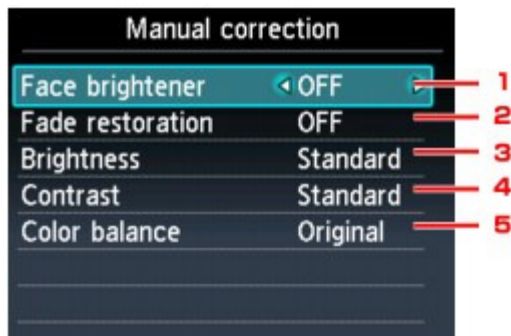 Manual correction
Face brightener OFF 1
Fade restoration OFF 2
Brightness Standard 3
Contrast Standard 4
Color balance Original 5